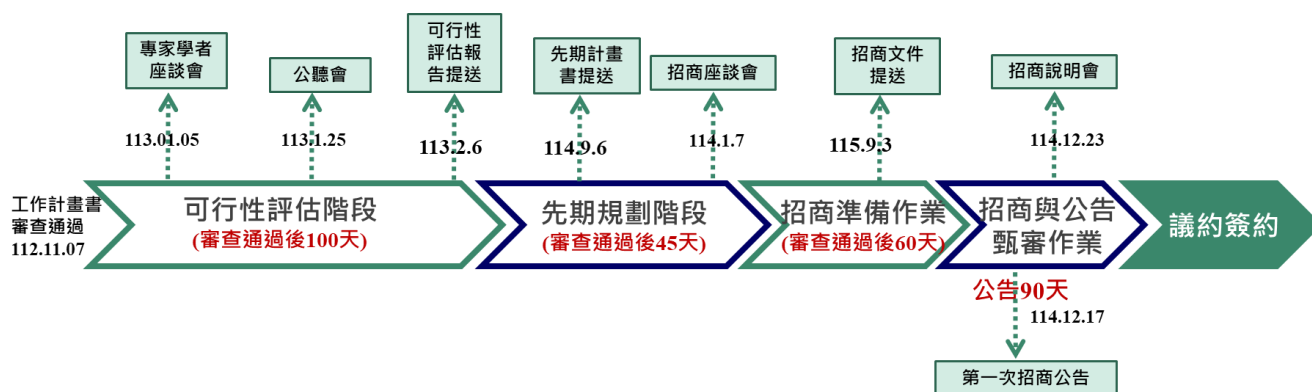 專家學者
座談會
公聽會
可行性
評估報
告提送
先期計畫
書提送
招商座談會
招商文件
提送
招商說明會
113.01.05
113.1.25
113.2.6
114.9.6
114.1.7
115.9.3
114.12.23
工作計畫書
審查通過
112.11.07
可行性評估階段
(審查通過後100天)
先期規劃階段
(審查通過後45天)
招商準備作業
(審查通過後60天)
招商與公告
甄審作業
議約簽約
公告90天
114.12.17
第一次招商公告